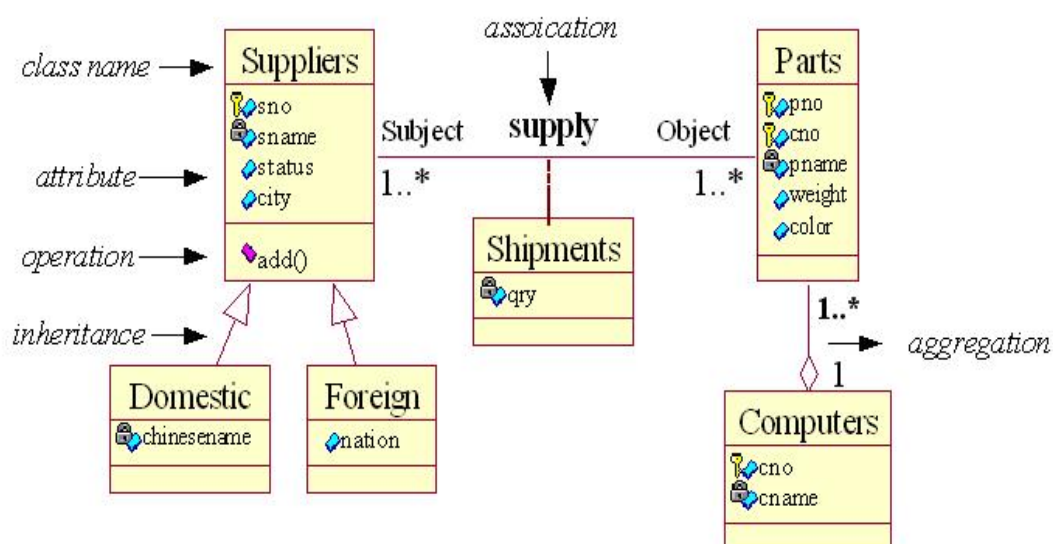 class name
attribute
operation
inheritance
Suppliers
sno
sname
status
city
add()
assoication
Subject
supply
Object
1..*
1..*
Shipments
qry
Parts
pno
cno
pname
weight
color
1..*
aggregation
1
Domestic
chinesename
Foreign
nation
Computers
cno
cname